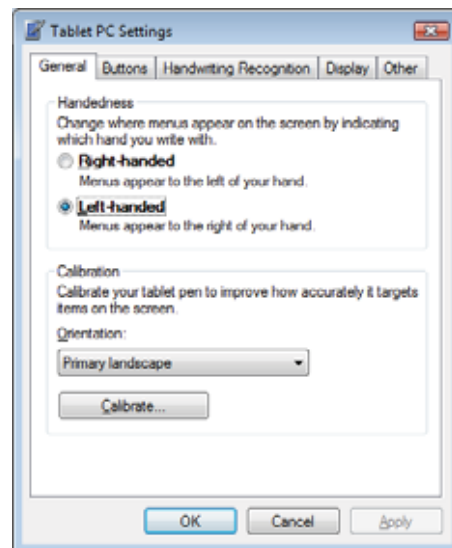 Tablet PC Settings
General Buttons Handwriting Recognition Display Other
Handedness
Change where menus appear on the screen by indicating
which hand you write with.
Right-handed
Menus appear to the left of your hand.
Left-handed
Menus appear to the right of your hand.
Calibration
Calibrate your tablet pen to improve how accurately it targets
items on the screen.
Orientation:
Primary landscape
Calibrate...
OK Cancel Apply